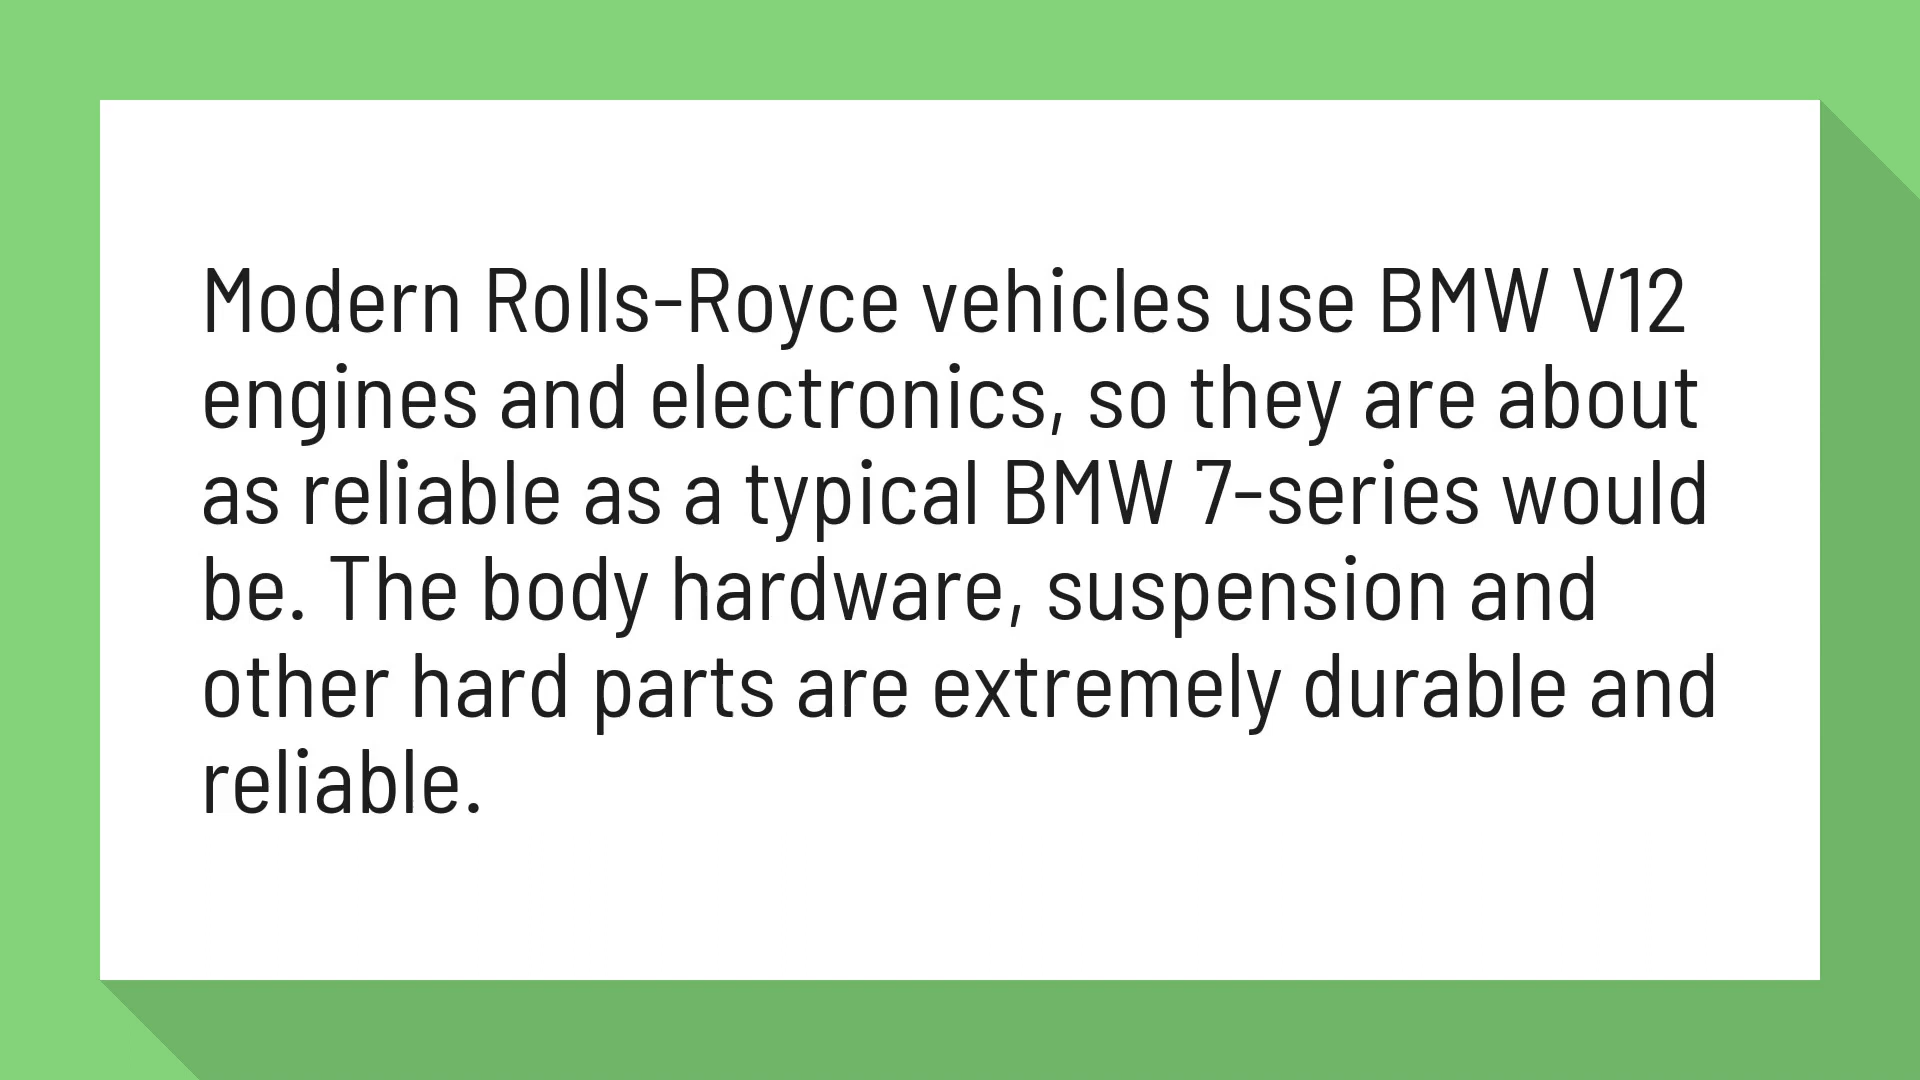 Modern Rolls-Royce vehicles use BMW V12
engines and electronics, so they are about
as reliable as a typical BMW 7-series would
be. The body hardware, suspension and
other hard parts are extremely durable and
reliable.